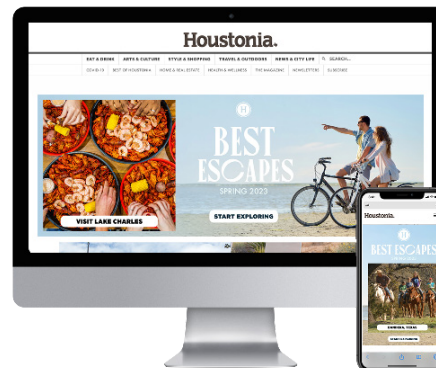 Houstonia.
EAT & DRINK ARTS & CULTURE STYLE & SHOPPING TRAVEL & OUTDOORS NEWS & CITY LIFE SEARCH...
COVID-19 BEST OF HOUSTONIA HOME & REAL ESTATE HEALTH & WELLNESS THE MAGAZINE NEWSLETTERS SUBSCRIBE
H
BEST
ESCAPES
SPRING 2023
VISIT LAKE CHARLES
START EXPLORING
Houstonia.
H
BEST ESCAPES